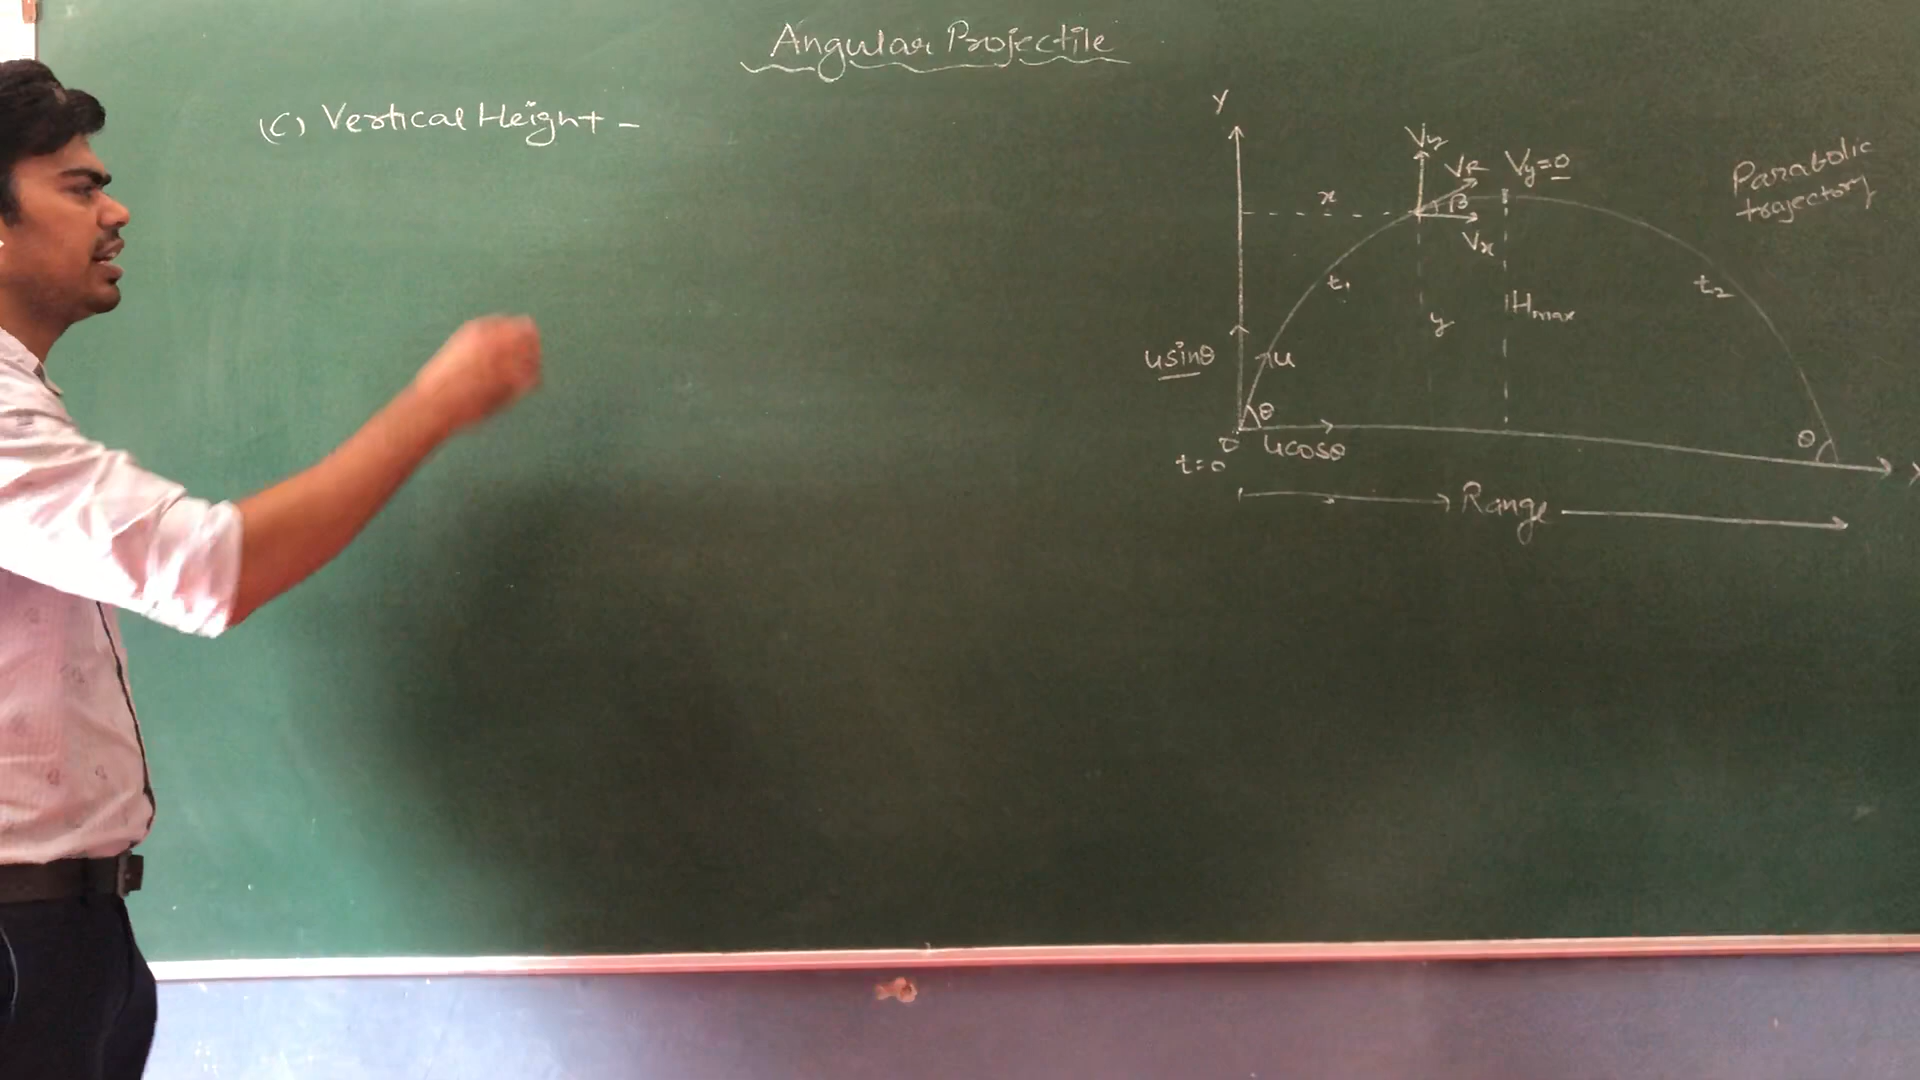 Angular Projectile
(C) Vertical Height -
Y
Vy
VR
Vy=0
Parabolic
trajectory
x
β
Vx
t₁
t₂
Hmax
y
usinθ
u
θ
O
ucosθ
t=0
θ
Range